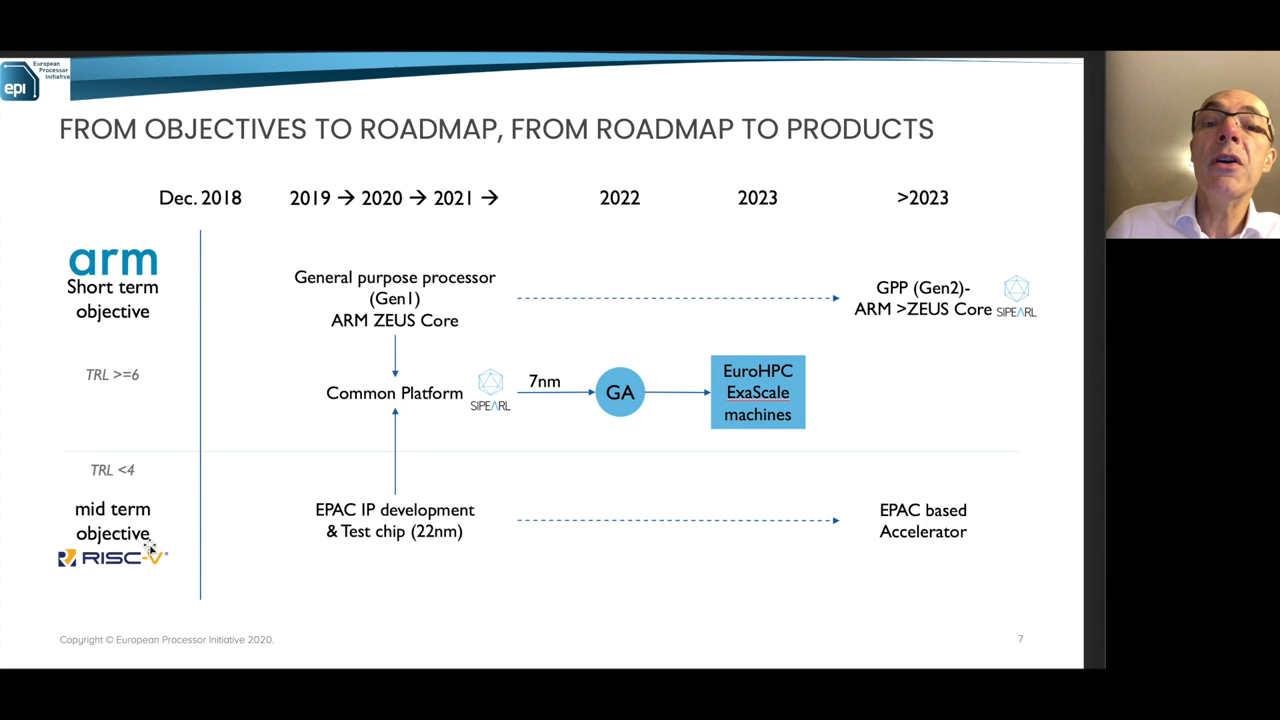 European
Processor
Initiative
epi
FROM OBJECTIVES TO ROADMAP, FROM ROADMAP TO PRODUCTS
Dec. 2018
2019 → 2020 → 2021 →
2022
2023
>2023
arm
Short term
objective
General purpose processor
(Gen1)
ARM ZEUS Core
GPP (Gen2)-
ARM >ZEUS Core
SIPEARL
TRL >=6
Common Platform
SIPEARL
7nm
GA
EuroHPC
ExaScale
machines
TRL <4
mid term
objective
RISC-V®
EPAC IP development
& Test chip (22nm)
EPAC based
Accelerator
Copyright © European Processor Initiative 2020.
7